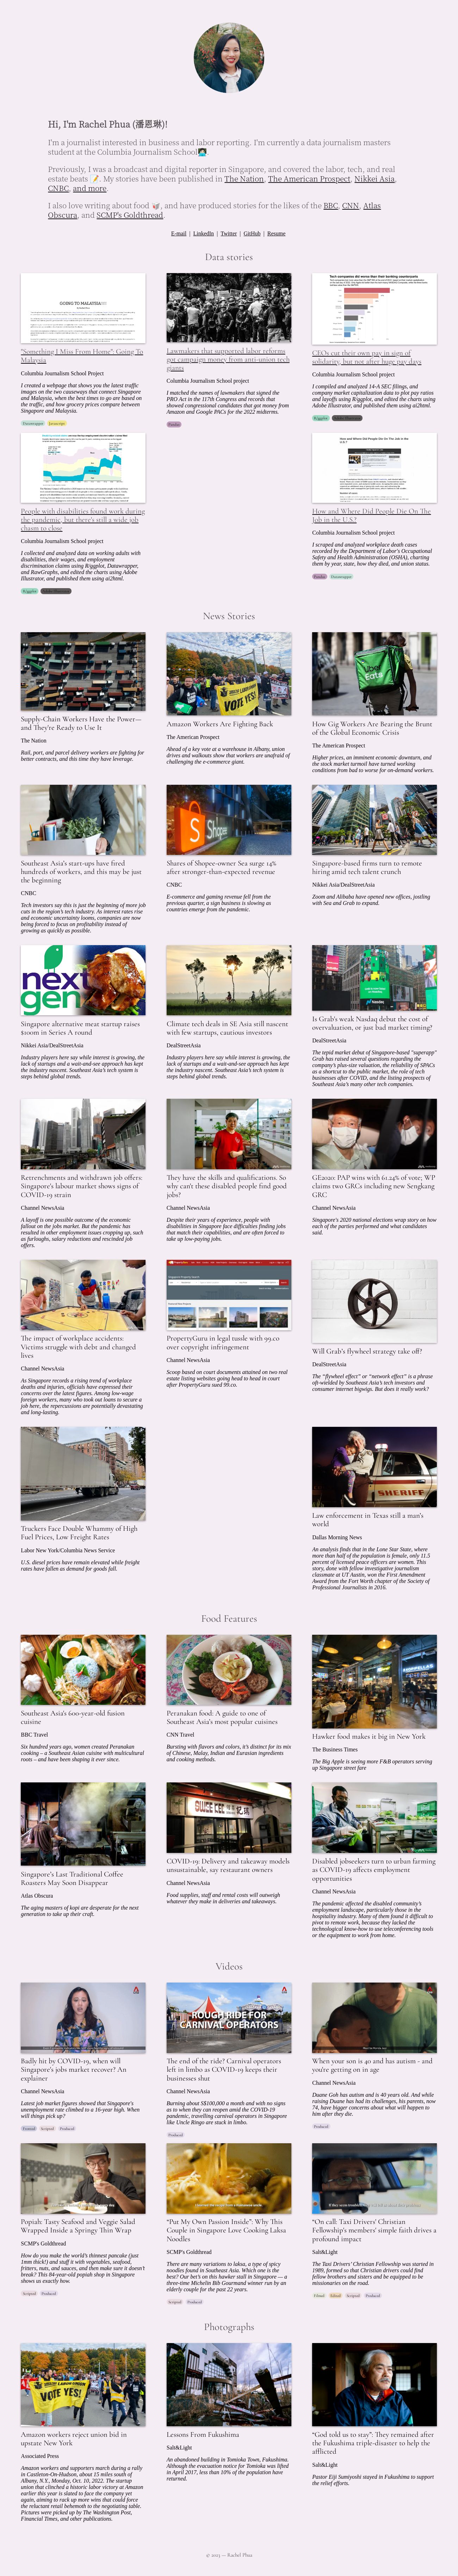 Hi, I'm Rachel Phua (潘恩琳)!
I'm a journalist interested in business and labor reporting. I'm currently a data journalism masters
student at the Columbia Journalism School
Previously, I was a broadcast and digital reporter in Singapore, and covered the labor, tech, and real
estate beats 📝. My stories have been published in The Nation, The American Prospect, Nikkei Asia,
CNBC, and more.
I also love writing about food 🥡, and have produced stories for the likes of the BBC, CNN, Atlas
Obscura, and SCMP's Goldthread.
E-mail | LinkedIn | Twitter | GitHub | Resume
Data stories
GOING TO MALAYSIA
"Something I Miss From Home": Going To
Malaysia
Columbia Journalism School Project
I created a webpage that shows you the latest traffic
images on the two causeways that connect Singapore
and Malaysia, when the best times to go are based on
the traffic, and how grocery prices compare between
Singapore and Malaysia.
Datawrapper Javascript
Lawmakers that supported labor reforms
got campaign money from anti-union tech
giants
Columbia Journalism School project
I matched the names of lawmakers that signed the
PRO Act in the 117th Congress and records that
showed congressional candidates receiving money from
Amazon and Google PACs for the 2022 midterms.
Pandas
Tech companies did worse than their banking counterparts
CEOs cut their own pay in sign of
solidarity, but not after huge pay days
Columbia Journalism School project
I compiled and analyzed 14-A SEC filings, and
company market capitalization data to plot pay ratios
and layoffs using R/ggplot, and edited the charts using
Adobe Illustrator, and published them using ai2html.
R/ggplot
People with disabilities found work during
the pandemic, but there's still a wide job
chasm to close
Columbia Journalism School project
I collected and analyzed data on working adults with
disabilities, their wages, and employment
discrimination claims using R/ggplot, Datawrapper,
and RawGraphs, and edited the charts using Adobe
Illustrator, and published them using ai2html.
R/ggplot
How and Where Did People Die On The Job in the
U.S.?
How and Where Did People Die On The
Job in the U.S.?
Columbia Journalism School project
I scraped and analyzed workplace death cases
recorded by the Department of Labor's Occupational
Safety and Health Administration (OSHA), charting
them by year, state, how they died, and union status.
Pandas Datawrapper
News Stories
Supply-Chain Workers Have the Power—
and They're Ready to Use It
The Nation
Rail, port, and parcel delivery workers are fighting for
better contracts, and this time they have leverage.
VOTE YES!
Amazon Workers Are Fighting Back
The American Prospect
Ahead of a key vote at a warehouse in Albany, union
drives and walkouts show that workers are unafraid of
challenging the e-commerce giant.
Uber
Eats
How Gig Workers Are Bearing the Brunt
of the Global Economic Crisis
The American Prospect
Higher prices, an imminent economic downturn, and
the stock market turmoil have turned working
conditions from bad to worse for on-demand workers.
Southeast Asia's start-ups have fired
hundreds of workers, and this may be just
the beginning
CNBC
Tech investors say this is just the beginning of more job
cuts in the region's tech industry. As interest rates rise
and economic uncertainty looms, companies are now
being forced to focus on profitability instead of
growing as quickly as possible.
Shares of Shopee-owner Sea surge 14%
after stronger-than-expected revenue
CNBC
E-commerce and gaming revenue fell from the
previous quarter, a sign business is slowing as
countries emerge from the pandemic.
Singapore-based firms turn to remote
hiring amid tech talent crunch
Nikkei Asia/DealStreetAsia
Zoom and Alibaba have opened new offices, jostling
with Sea and Grab to expand.
next
gen
Singapore alternative meat startup raises
$100m in Series A round
Nikkei Asia/DealStreetAsia
Industry players here say while interest is growing, the
lack of startups and a wait-and-see approach has kept
the industry nascent. Southeast Asia's tech system is
steps behind global trends.
Climate tech deals in SE Asia still nascent
with few startups, cautious investors
DealStreetAsia
Industry players here say while interest is growing, the
lack of startups and a wait-and-see approach has kept
the industry nascent. Southeast Asia's tech system is
steps behind global trends.
Is Grab's weak Nasdaq debut the cost of
overvaluation, or just bad market timing?
DealStreetAsia
The tepid market debut of Singapore-based "superapp"
Grab has raised several questions regarding the
company's plus-size valuation, the reliability of SPACs
as a shortcut to the public market, the role of tech
businesses after COVID, and the listing prospects of
Southeast Asia's many other tech companies.
Retrenchments and withdrawn job offers:
Singapore's labour market shows signs of
COVID-19 strain
Channel NewsAsia
A layoff is one possible outcome of the economic
fallout on the job market. But the pandemic has
resulted in other employment issues cropping up, such
as furloughs, salary reductions and rescinded job
offers.
They have the skills and qualifications. So
why can't these disabled people find good
jobs?
Channel NewsAsia
Despite their years of experience, people with
disabilities in Singapore face difficulties finding jobs
that match their capabilities, and are often forced to
take up low-paying jobs.
GE2020: PAP wins with 61.24% of vote; WP
claims two GRCs including new Sengkang
GRC
Channel NewsAsia
Singapore's 2020 national elections wrap story on how
each of the parties performed and what candidates
said.
The impact of workplace accidents:
Victims struggle with debt and changed
lives
Channel NewsAsia
As Singapore records a rising trend of workplace
deaths and injuries, officials have expressed their
concerns over the latest figures. Among low-wage
foreign workers, many who took out loans to secure a
job here, the repercussions are potentially devastating
and long-lasting.
PropertyGuru in legal tussle with 99.co
over copyright infringement
Channel NewsAsia
Scoop based on court documents attained on two real
estate listing websites going head to head in court
after PropertyGuru sued 99.co.
Will Grab's flywheel strategy take off?
DealStreetAsia
The "flywheel effect" or "network effect" is a phrase
oft-wielded by Southeast Asia's tech investors and
consumer internet bigwigs. But does it really work?
Truckers Face Double Whammy of High
Fuel Prices, Low Freight Rates
Labor New York/Columbia News Service
U.S. diesel prices have remain elevated while freight
rates have fallen as demand for goods fall.
SHERIFF
Law enforcement in Texas still a man's
world
Dallas Morning News
An analysis finds that in the Lone Star State, where
more than half of the population is female, only 11.5
percent of licensed peace officers are women. This
story, done with fellow investigative journalism
classmate at UT Austin, won the First Amendment
Award from the Fort Worth chapter of the Society of
Professional Journalists in 2016.
Food Features
Southeast Asia's 600-year-old fusion
cuisine
BBC Travel
Six hundred years ago, women created Peranakan
cooking – a Southeast Asian cuisine with multicultural
roots – and have been shaping it ever since.
Peranakan food: A guide to one of
Southeast Asia's most popular cuisines
CNN Travel
Bursting with flavors and colors, it's distinct for its mix
of Chinese, Malay, Indian and Eurasian ingredients
and cooking methods.
Hawker food makes it big in New York
The Business Times
The Big Apple is seeing more F&B operators serving
up Singapore street fare
Singapore's Last Traditional Coffee
Roasters May Soon Disappear
Atlas Obscura
The aging masters of kopi are desperate for the next
generation to take up their craft.
COVID-19: Delivery and takeaway models
unsustainable, say restaurant owners
Channel NewsAsia
Food supplies, staff and rental costs will outweigh
whatever they make in deliveries and takeaways.
Disabled jobseekers turn to urban farming
as COVID-19 affects employment
opportunities
Channel NewsAsia
The pandemic affected the disabled community's
employment landscape, particularly those in the
hospitality industry. Many of them found it difficult to
pivot to remote work, because they lacked the
technological know-how to use teleconferencing tools
or the equipment to work from home.
Videos
Badly hit by COVID-19, when will
Singapore's jobs market recover? An
explainer
Channel NewsAsia
Latest job market figures showed that Singapore's
unemployment rate climbed to a 16-year high. When
will things pick up?
Scripted Produced
ROUGH RIDE FOR
CARNIVAL OPERATORS
The end of the ride? Carnival operators
left in limbo as COVID-19 keeps their
businesses shut
Channel NewsAsia
Burning about S$100,000 a month and with no signs
as to when they can reopen amid the COVID-19
pandemic, travelling carnival operators in Singapore
like Uncle Ringo are stuck in limbo.
Produced
When your son is 40 and has autism - and
you're getting on in age
Channel NewsAsia
Duane Goh has autism and is 40 years old. And while
raising Duane has had its challenges, his parents, now
74, have bigger concerns about what will happen to
him after they die.
Produced
Popiah: Tasty Seafood and Veggie Salad
Wrapped Inside a Springy Thin Wrap
SCMP's Goldthread
How do you make the world's thinnest pancake (just
1mm thick) and stuff it with vegetables, seafood,
fritters, nuts, and sauces, and then make sure it doesn't
break? This 84-year-old popiah shop in Singapore
shows us exactly how.
Scripted Produced
"Put My Own Passion Inside": Why This
Couple in Singapore Love Cooking Laksa
Noodles
SCMP's Goldthread
There are many variations to laksa, a type of spicy
noodles found in Southeast Asia. Which one is the
best? Our bet's on this hawker stall in Singapore — a
three-time Michelin Bib Gourmand winner run by an
elderly couple for the past 22 years.
Scripted Produced
"On call: Taxi Drivers' Christian
Fellowship's members' simple faith drives a
profound impact
Salt&Light
The Taxi Drivers' Christian Fellowship was started in
1989, formed so that Christian drivers could find
fellow brothers and sisters and be equipped to be
missionaries on the road.
Filmed Edited Scripted Produced
Photographs
VOTE YES!
Amazon workers reject union bid in
upstate New York
Associated Press
Amazon workers and supporters march during a rally
in Castleton-On-Hudson, about 15 miles south of
Albany, N.Y., Monday, Oct. 10, 2022. The startup
union that clinched a historic labor victory at Amazon
earlier this year is slated to face the company yet
again, aiming to rack up more wins that could force
the reluctant retail behemoth to the negotiating table.
Pictures were picked up by The Washington Post,
Financial Times, and other publications.
Lessons From Fukushima
Salt&Light
An abandoned building in Tomioka Town, Fukushima.
Although the evacuation notice for Tomioka was lifted
in April 2017, less than 10% of the population have
returned.
"God told us to stay": They remained after
the Fukushima triple-disaster to help the
afflicted
Salt&Light
Pastor Eiji Sumiyoshi stayed in Fukushima to support
the relief efforts.
© 2023 — Rachel Phua